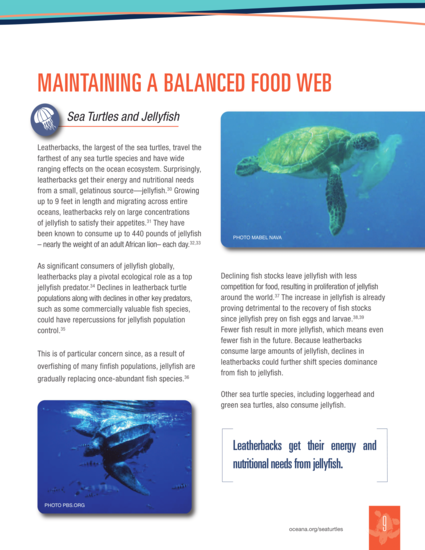 MAINTAINING A BALANCED FOOD WEB
Sea Turtles and Jellyfish
Leatherbacks, the largest of the sea turtles, travel the
farthest of any sea turtle species and have wide
ranging effects on the ocean ecosystem. Surprisingly,
leatherbacks get their energy and nutritional needs
from a small, gelatinous source—jellyfish.30 Growing
up to 9 feet in length and migrating across entire
oceans, leatherbacks rely on large concentrations
of jellyfish to satisfy their appetites.31 They have
been known to consume up to 440 pounds of jellyfish
– nearly the weight of an adult African lion– each day.32,33
As significant consumers of jellyfish globally,
leatherbacks play a pivotal ecological role as a top
jellyfish predator.34 Declines in leatherback turtle
populations along with declines in other key predators,
such as some commercially valuable fish species,
could have repercussions for jellyfish population
control.35
This is of particular concern since, as a result of
overfishing of many finfish populations, jellyfish are
gradually replacing once-abundant fish species.36
PHOTO PBS.ORG
PHOTO MABEL NAVA
Declining fish stocks leave jellyfish with less
competition for food, resulting in proliferation of jellyfish
around the world.37 The increase in jellyfish is already
proving detrimental to the recovery of fish stocks
since jellyfish prey on fish eggs and larvae.38,39
Fewer fish result in more jellyfish, which means even
fewer fish in the future. Because leatherbacks
consume large amounts of jellyfish, declines in
leatherbacks could further shift species dominance
from fish to jellyfish.
Other sea turtle species, including loggerhead and
green sea turtles, also consume jellyfish.
Leatherbacks get their energy and
nutritional needs from jellyfish.
oceana.org/seaturtles
9